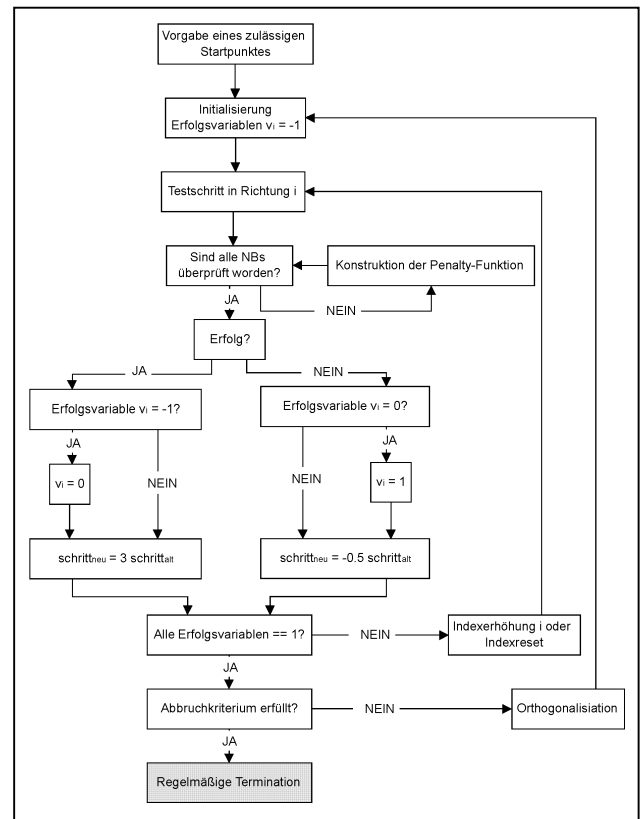 Vorgabe eines zulässigen
Startpunktes
Initialisierung
Erfolgsvariablen vi = -1
Testschritt in Richtung i
Sind alle NBs
überprüft worden?
Konstruktion der Penalty-Funktion
JA
NEIN
Erfolg?
JA
NEIN
Erfolgsvariable vi = -1?
Erfolgsvariable vi = 0?
JA
JA
vi = 0
NEIN
NEIN
vi = 1
schrittneu = 3 schrittalt
schrittneu = -0.5 schrittalt
Alle Erfolgsvariablen == 1?
NEIN
Indexerhöhung i oder
Indexreset
JA
Abbruchkriterium erfüllt?
NEIN
Orthogonalisiation
JA
Regelmäßige Termination